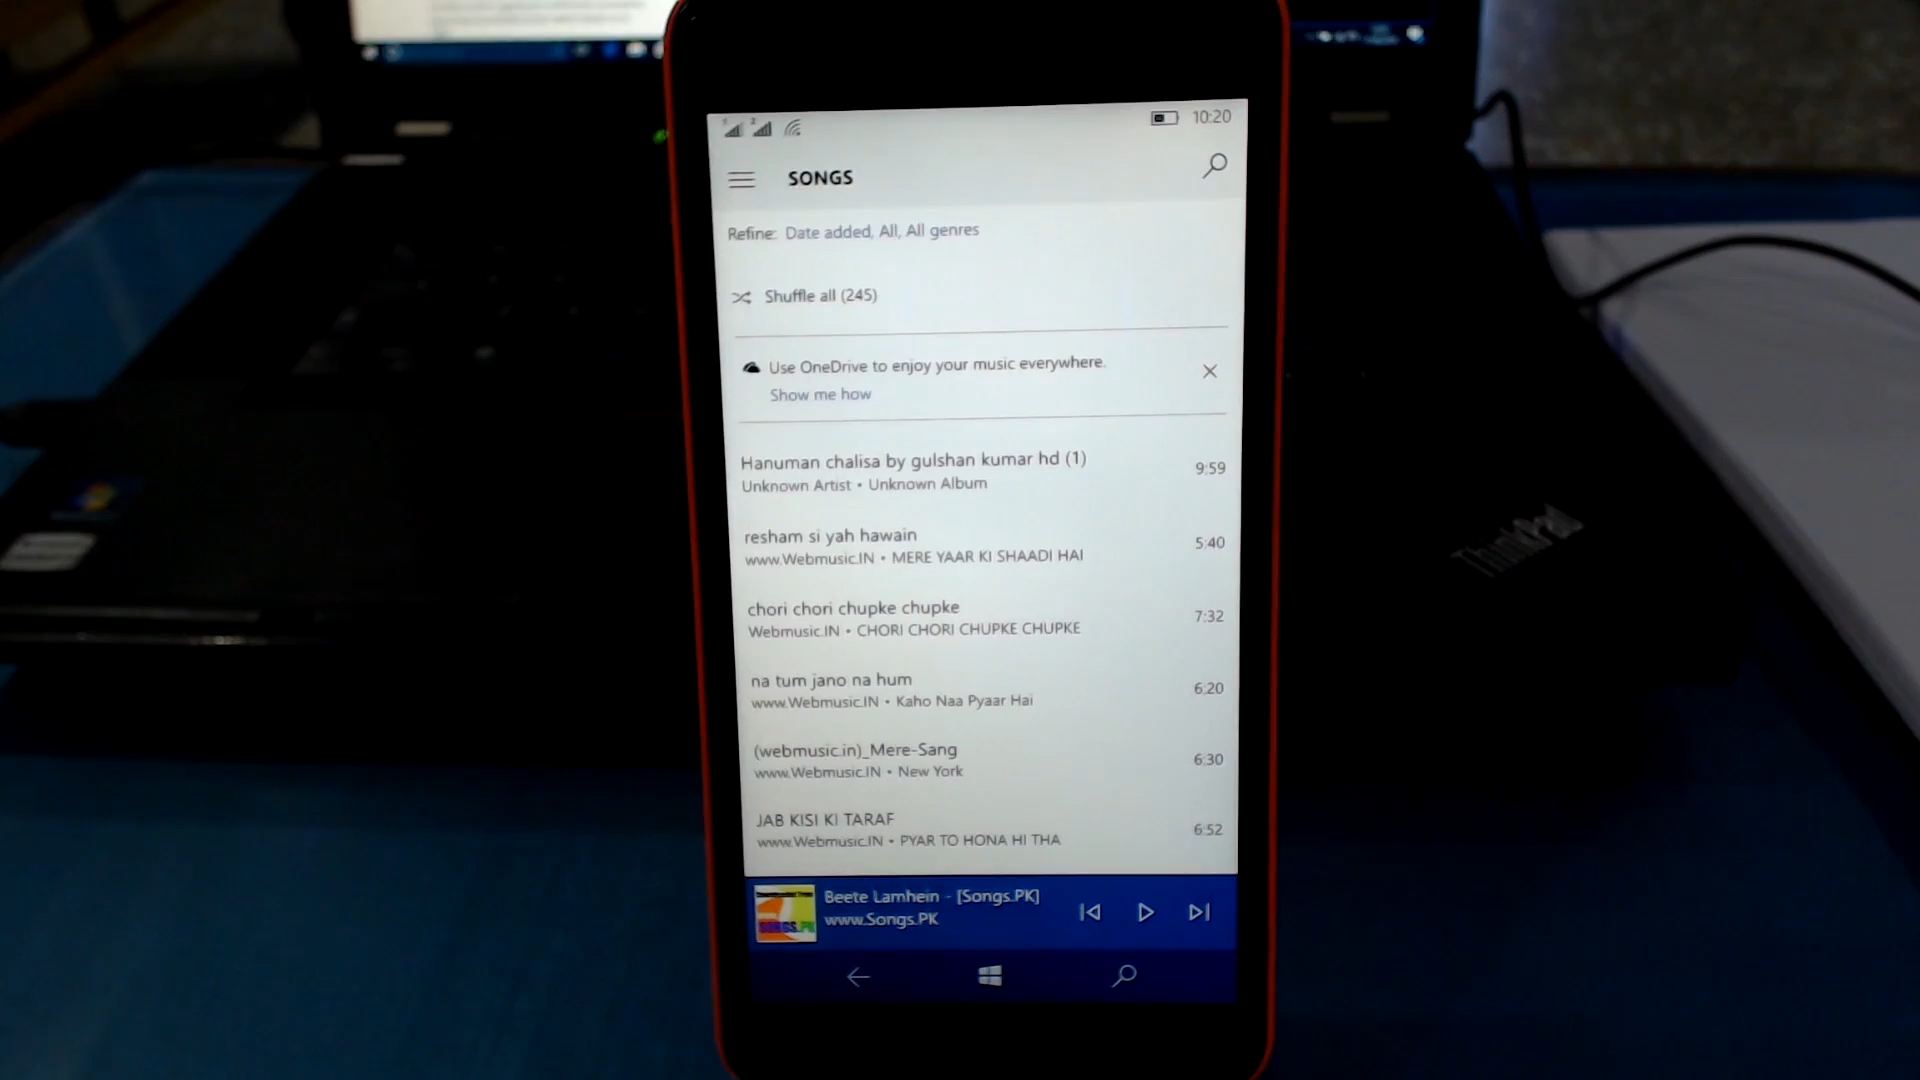 1 2 10:20
SONGS
Refine: Date added, All, All genres
Shuffle all (245)
Use OneDrive to enjoy your music everywhere.
Show me how
Hanuman chalisa by gulshan kumar hd (1) 9:59
Unknown Artist • Unknown Album
resham si yah hawain 5:40
www.Webmusic.IN • MERE YAAR KI SHAADI HAI
chori chori chupke chupke 7:32
Webmusic.IN • CHORI CHORI CHUPKE CHUPKE
na tum jano na hum 6:20
www.Webmusic.IN • Kaho Naa Pyaar Hai
(webmusic.in)_Mere-Sang 6:30
www.Webmusic.IN • New York
JAB KISI KI TARAF 6:52
www.Webmusic.IN • PYAR TO HONA HI THA
Beete Lamhein - [Songs.PK]
www.Songs.PK
SONGS.PK
ThinkPad